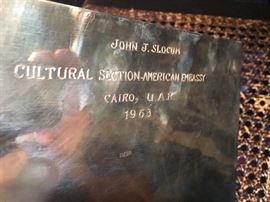 JOHN J. SLOCUM
CULTURAL SECTION-AMERICAN EMBASSY
CAIRO, U.A.R.
1963